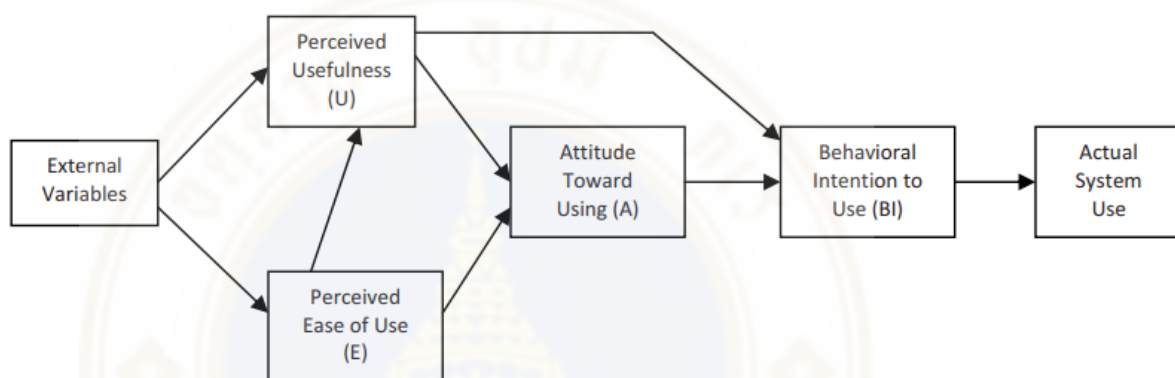 Perceived
Usefulness
(U)
External
Variables
Attitude
Toward
Using (A)
Behavioral
Intention to
Use (BI)
Actual
System
Use
Perceived
Ease of Use
(E)